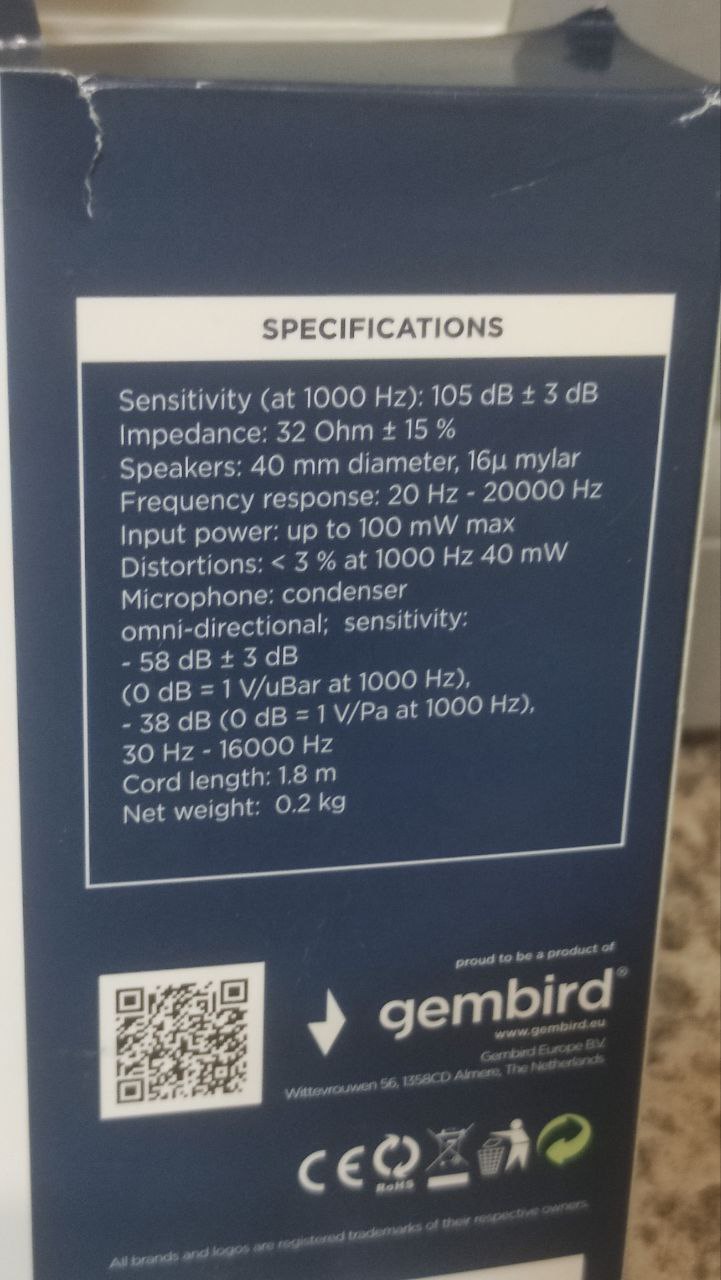 SPECIFICATIONS
Sensitivity (at 1000 Hz): 105 dB ± 3 dB
Impedance: 32 Ohm ± 15 %
Speakers: 40 mm diameter, 16µ mylar
Frequency response: 20 Hz - 20000 Hz
Input power: up to 100 mW max
Distortions: < 3 % at 1000 Hz 40 mW
Microphone: condenser
omni-directional; sensitivity:
- 58 dB ± 3 dB
(0 dB = 1 V/uBar at 1000 Hz),
- 38 dB (0 dB = 1 V/Pa at 1000 Hz),
30 Hz - 16000 Hz
Cord length: 1.8 m
Net weight: 0.2 kg
proud to be a product of
gembird®
www.gembird.eu
Gembird Europe B.V.
Wittevrouwen 56, 1358CD Almere, The Netherlands
CE RoHS
All brands and logos are registered trademarks of their respective owners.